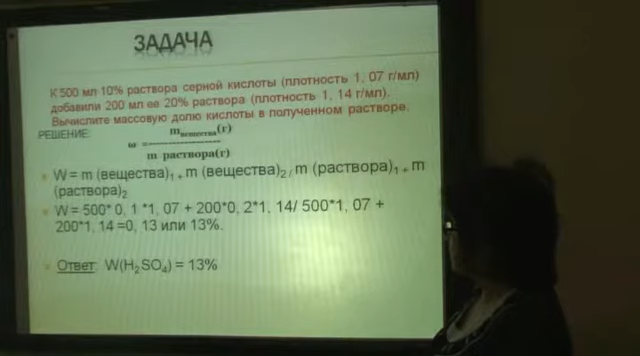 ЗАДАЧА
К 500 мл 10% раствора серной кислоты (плотность 1, 07 г/мл)
добавили 200 мл ее 20% раствора (плотность 1, 14 г/мл).
Вычислите массовую долю кислоты в полученном растворе.
РЕШЕНИЕ:
mвещества(г)
ω =--------------------
m раствора(г)
W = m (вещества)₁ + m (вещества)₂ / m (раствора)₁ + m
(раствора)₂
W = 500* 0, 1 *1, 07 + 200*0, 2*1, 14/ 500*1, 07 +
200*1, 14 =0, 13 или 13%.
Ответ: W(H₂SO₄) = 13%